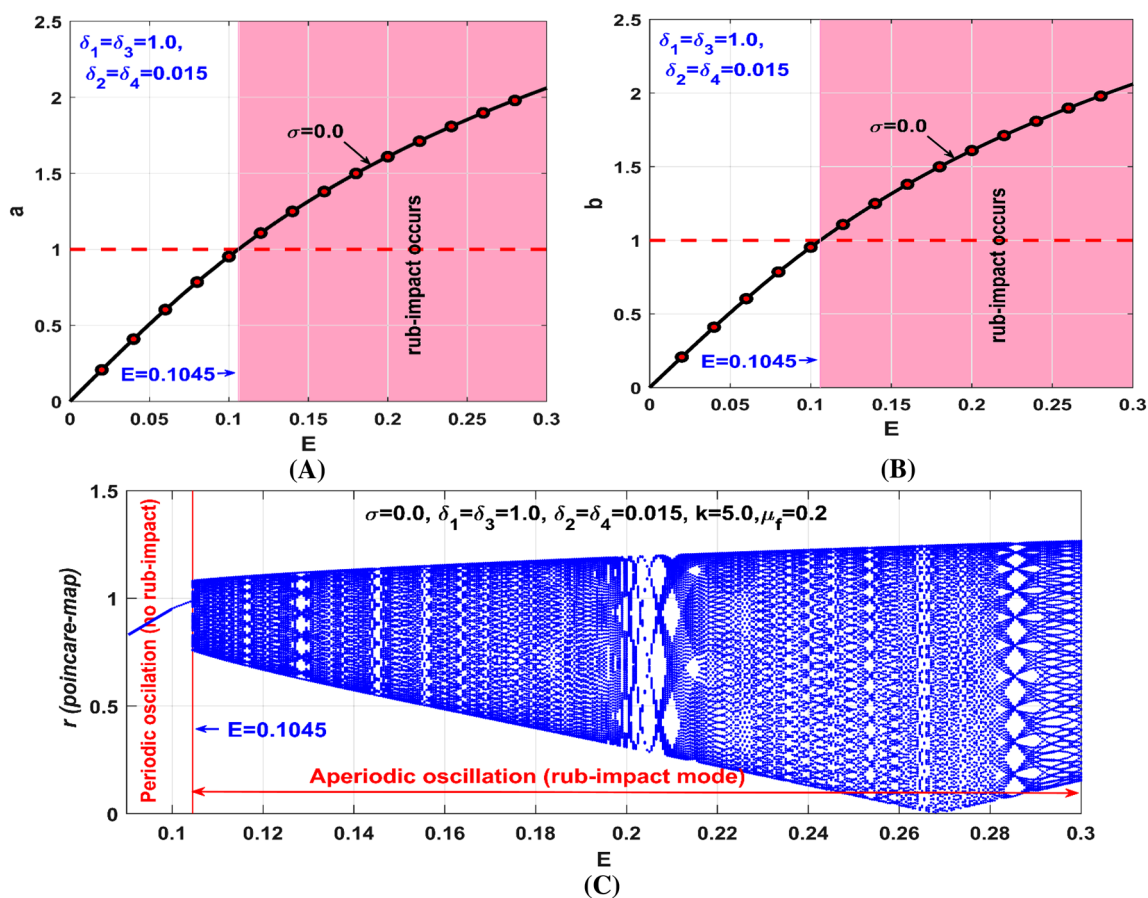 2.5
2
1.5
1
0.5
0
a
δ₁=δ₃=1.0,
δ₂=δ₄=0.015
σ=0.0
rub-impact occurs
E=0.1045
0 0.05 0.1 0.15 0.2 0.25 0.3
E
(A)
2.5
2
1.5
1
0.5
0
b
δ₁=δ₃=1.0,
δ₂=δ₄=0.015
σ=0.0
rub-impact occurs
E=0.1045
0 0.05 0.1 0.15 0.2 0.25 0.3
E
(B)
1.5
1
0.5
0
r (poincare-map)
Periodic oscilation (no rub-impact)
σ=0.0, δ₁=δ₃=1.0, δ₂=δ₄=0.015, k=5.0,μ_f=0.2
E=0.1045
Aperiodic oscillation (rub-impact mode)
0.1 0.12 0.14 0.16 0.18 0.2 0.22 0.24 0.26 0.28 0.3
E
(C)